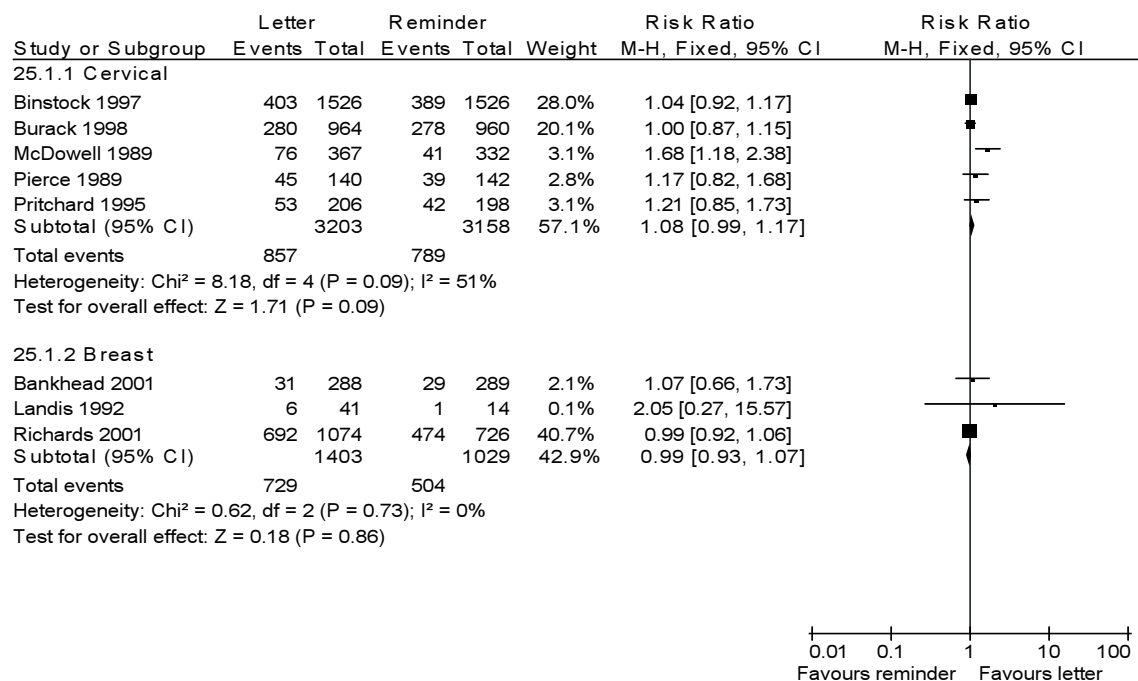 Letter Reminder Risk Ratio Risk Ratio
Study or Subgroup Events Total Events Total Weight M-H, Fixed, 95% CI M-H, Fixed, 95% CI
25.1.1 Cervical
Binstock 1997 403 1526 389 1526 28.0% 1.04 [0.92, 1.17]
Burack 1998 280 964 278 960 20.1% 1.00 [0.87, 1.15]
McDowell 1989 76 367 41 332 3.1% 1.68 [1.18, 2.38]
Pierce 1989 45 140 39 142 2.8% 1.17 [0.82, 1.68]
Pritchard 1995 53 206 42 198 3.1% 1.21 [0.85, 1.73]
Subtotal (95% CI) 3203 3158 57.1% 1.08 [0.99, 1.17]
Total events 857 789
Heterogeneity: Chi² = 8.18, df = 4 (P = 0.09); I² = 51%
Test for overall effect: Z = 1.71 (P = 0.09)
25.1.2 Breast
Bankhead 2001 31 288 29 289 2.1% 1.07 [0.66, 1.73]
Landis 1992 6 41 1 14 0.1% 2.05 [0.27, 15.57]
Richards 2001 692 1074 474 726 40.7% 0.99 [0.92, 1.06]
Subtotal (95% CI) 1403 1029 42.9% 0.99 [0.93, 1.07]
Total events 729 504
Heterogeneity: Chi² = 0.62, df = 2 (P = 0.73); I² = 0%
Test for overall effect: Z = 0.18 (P = 0.86)
0.01 0.1 1 10 100
Favours reminder Favours letter